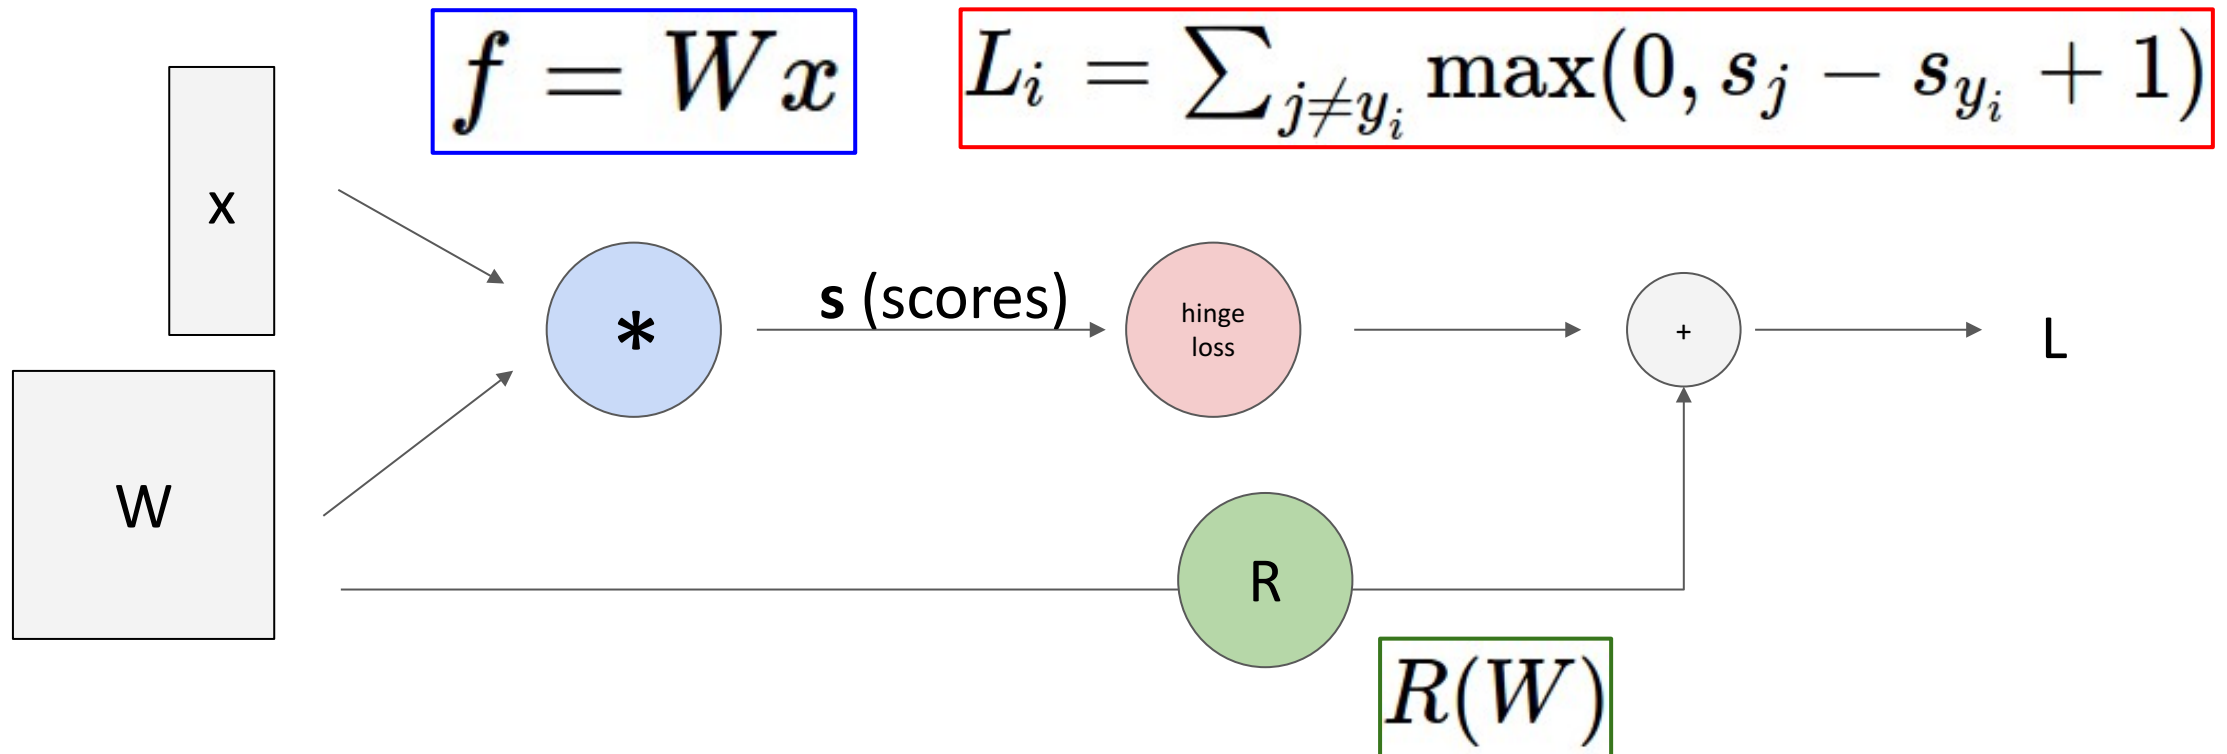 f = Wx
L_i = ∑_{j≠y_i} max(0, s_j − s_{y_i} + 1)
x
*
s (scores)
hinge
loss
+
L
W
R
R(W)